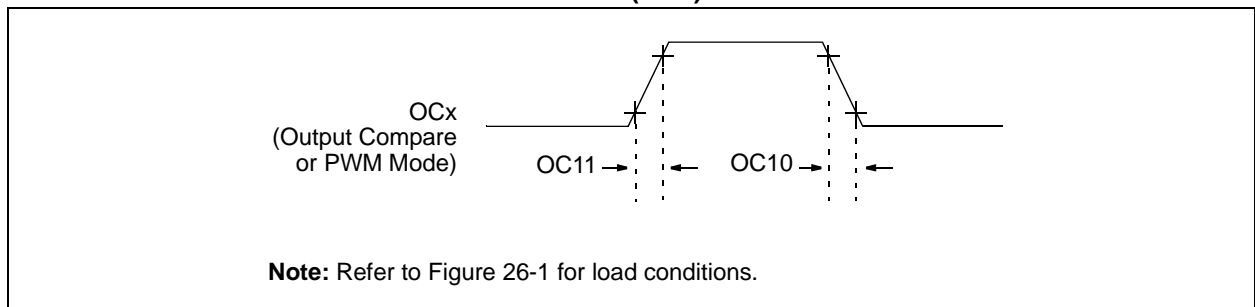 OCx
(Output Compare
or PWM Mode)
OC11
OC10
Note: Refer to Figure 26-1 for load conditions.